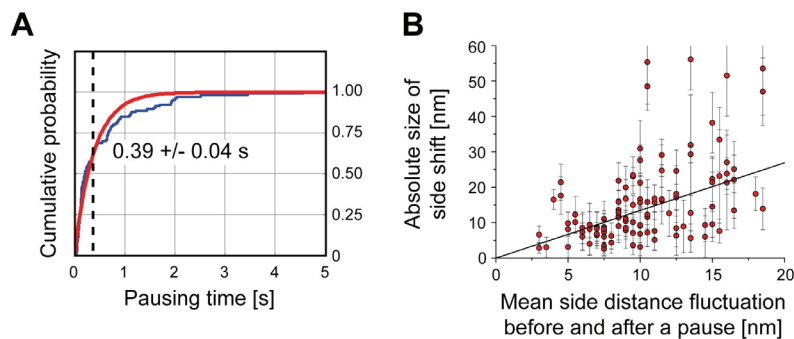 A
Cumulative probability
1.00
0.75
0.50
0.25
0
0.39 +/- 0.04 s
0 1 2 3 4 5
Pausing time [s]
B
Absolute size of
side shift [nm]
60
50
40
30
20
10
0
0 5 10 15 20
Mean side distance fluctuation
before and after a pause [nm]